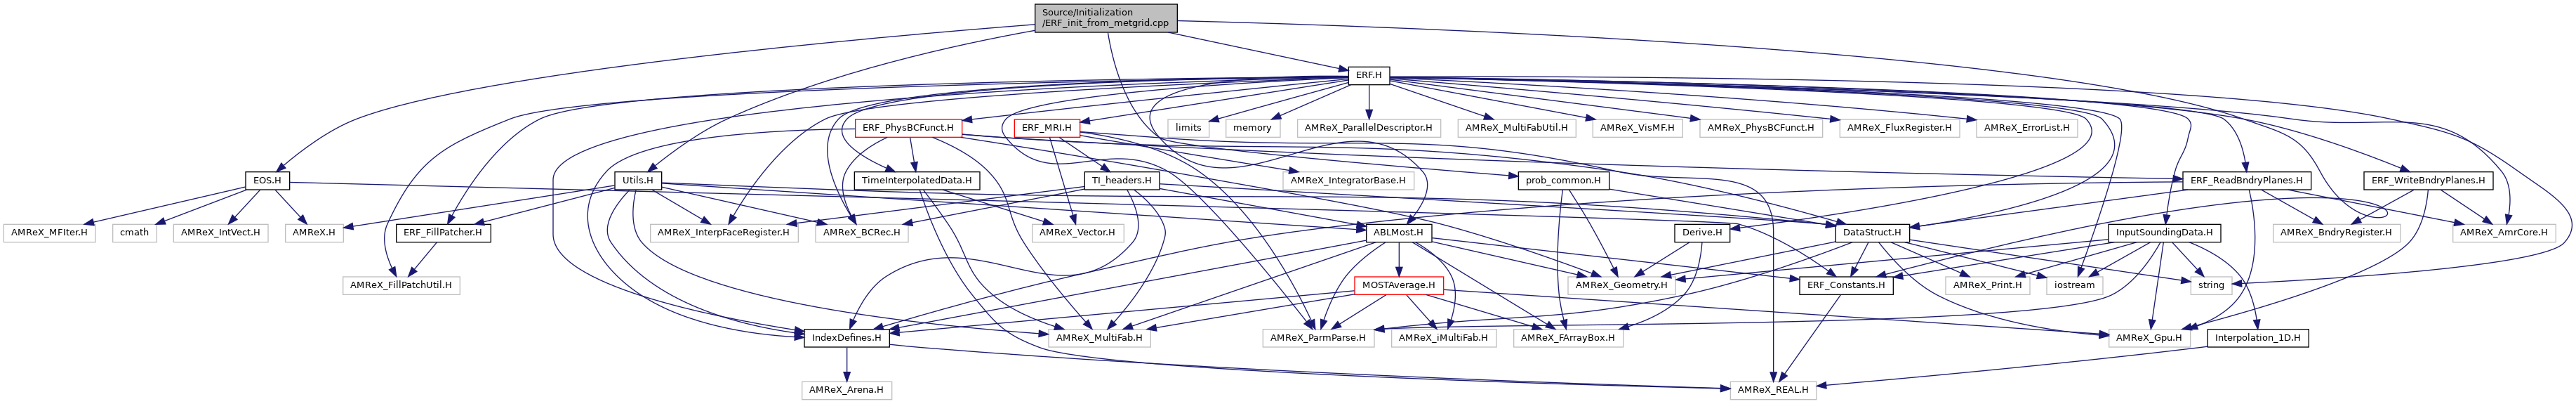 Source/Initialization
/ERF_init_from_metgrid.cpp
ERF.H
ERF_PhysBCFunct.H
ERF_MRI.H
limits
memory
AMReX_ParallelDescriptor.H
AMReX_MultiFabUtil.H
AMReX_VisMF.H
AMReX_PhysBCFunct.H
AMReX_FluxRegister.H
AMReX_ErrorList.H
EOS.H
Utils.H
TimeInterpolatedData.H
TI_headers.H
AMReX_IntegratorBase.H
prob_common.H
ERF_ReadBndryPlanes.H
ERF_WriteBndryPlanes.H
AMReX_MFIter.H
cmath
AMReX_IntVect.H
AMReX.H
ERF_FillPatcher.H
AMReX_InterpFaceRegister.H
AMReX_BCRec.H
AMReX_Vector.H
ABLMost.H
Derive.H
DataStruct.H
InputSoundingData.H
AMReX_BndryRegister.H
AMReX_AmrCore.H
AMReX_FillPatchUtil.H
MOSTAverage.H
AMReX_Geometry.H
ERF_Constants.H
AMReX_Print.H
iostream
string
IndexDefines.H
AMReX_MultiFab.H
AMReX_ParmParse.H
AMReX_iMultiFab.H
AMReX_FArrayBox.H
AMReX_Gpu.H
Interpolation_1D.H
AMReX_Arena.H
AMReX_REAL.H